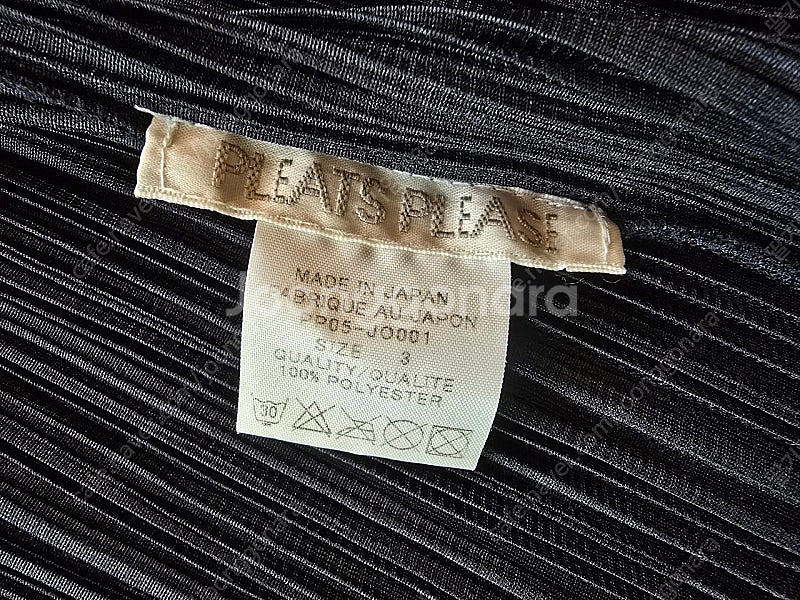 PLEATS PLEASE
MADE IN JAPAN
FABRIQUE AU JAPON
PP05-JO001
SIZE 3
QUALITY/QUALITE
100% POLYESTER
30